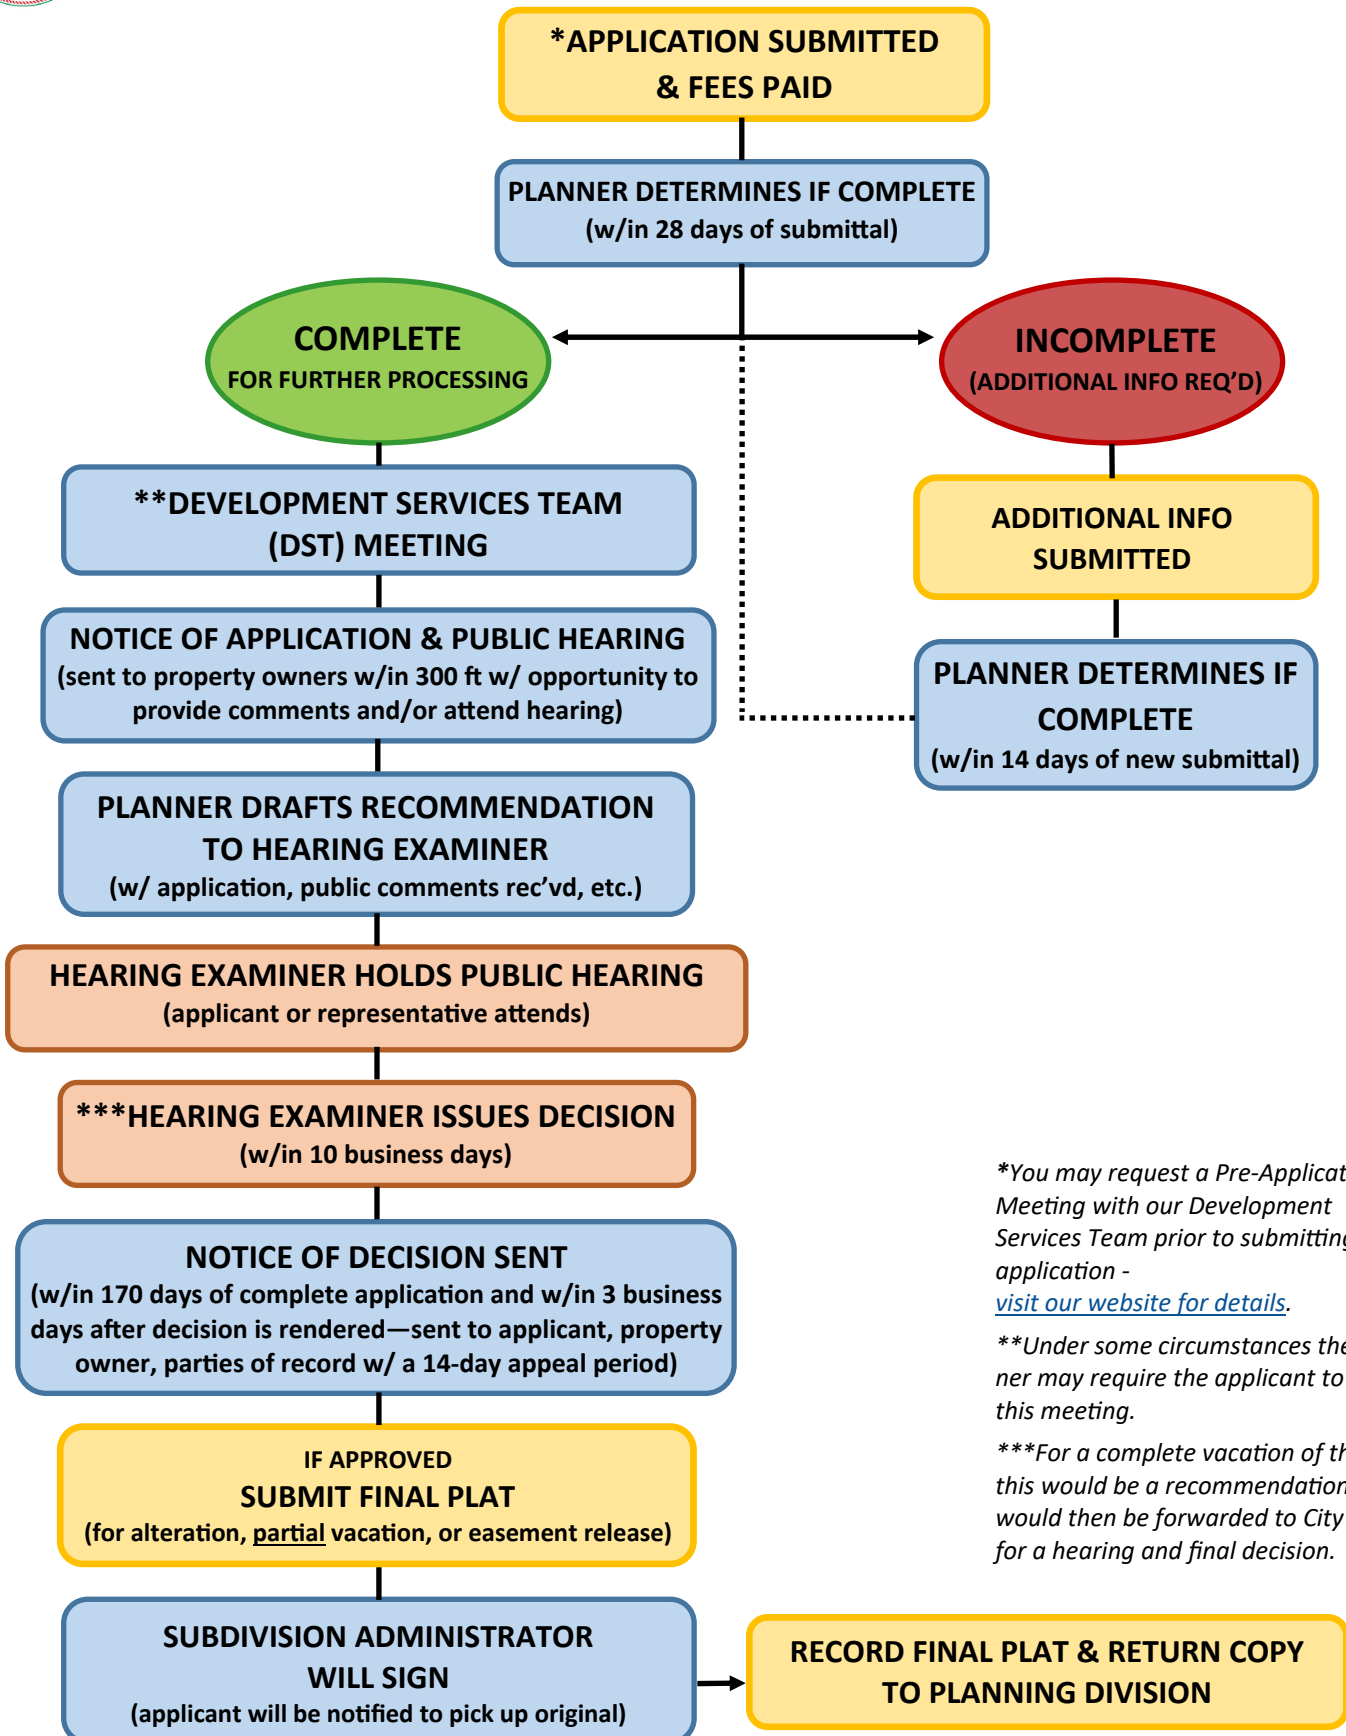 *APPLICATION SUBMITTED
& FEES PAID
PLANNER DETERMINES IF COMPLETE
(w/in 28 days of submittal)
COMPLETE
FOR FURTHER PROCESSING
INCOMPLETE
(ADDITIONAL INFO REQ’D)
**DEVELOPMENT SERVICES TEAM
(DST) MEETING
ADDITIONAL INFO
SUBMITTED
NOTICE OF APPLICATION & PUBLIC HEARING
(sent to property owners w/in 300 ft w/ opportunity to
provide comments and/or attend hearing)
PLANNER DETERMINES IF
COMPLETE
(w/in 14 days of new submittal)
PLANNER DRAFTS RECOMMENDATION
TO HEARING EXAMINER
(w/ application, public comments rec’vd, etc.)
HEARING EXAMINER HOLDS PUBLIC HEARING
(applicant or representative attends)
***HEARING EXAMINER ISSUES DECISION
(w/in 10 business days)
NOTICE OF DECISION SENT
(w/in 170 days of complete application and w/in 3 business
days after decision is rendered—sent to applicant, property
owner, parties of record w/ a 14-day appeal period)
IF APPROVED
SUBMIT FINAL PLAT
(for alteration, partial vacation, or easement release)
SUBDIVISION ADMINISTRATOR
WILL SIGN
(applicant will be notified to pick up original)
RECORD FINAL PLAT & RETURN COPY
TO PLANNING DIVISION
*You may request a Pre-Applicat
Meeting with our Development
Services Team prior to submitting
application -
visit our website for details.
**Under some circumstances the
ner may require the applicant to
this meeting.
***For a complete vacation of th
this would be a recommendation
would then be forwarded to City
for a hearing and final decision.